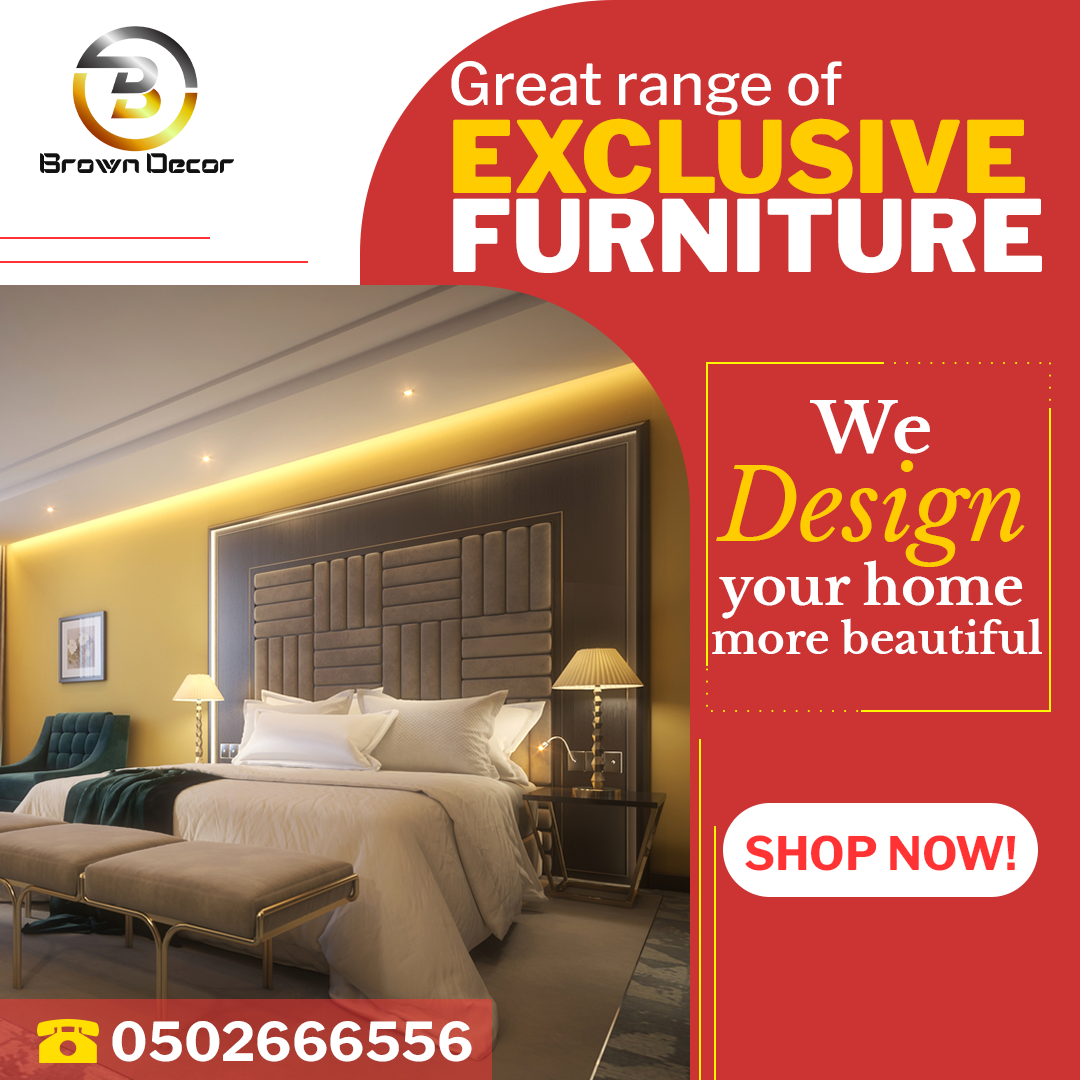 B
Brown Decor
Great range of
EXCLUSIVE
FURNITURE
We
Design
your home
more beautiful
SHOP NOW!
0502666556